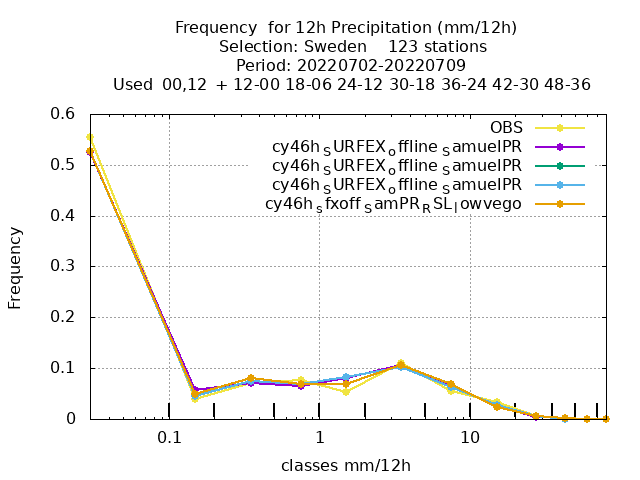 Frequency  for 12h Precipitation (mm/12h)
Selection: Sweden    123 stations
Period: 20220702-20220709
Used  00,12  + 12-00 18-06 24-12 30-18 36-24 42-30 48-36
0.6
0.5
0.4
0.3
0.2
0.1
0
Frequency
OBS
cy46h_SURFEX_offline_SamuelPR
cy46h_SURFEX_offline_SamuelPR
cy46h_SURFEX_offline_SamuelPR
cy46h_sfxoff_SamPR_RSL_lowvego
0.1 1 10
classes mm/12h